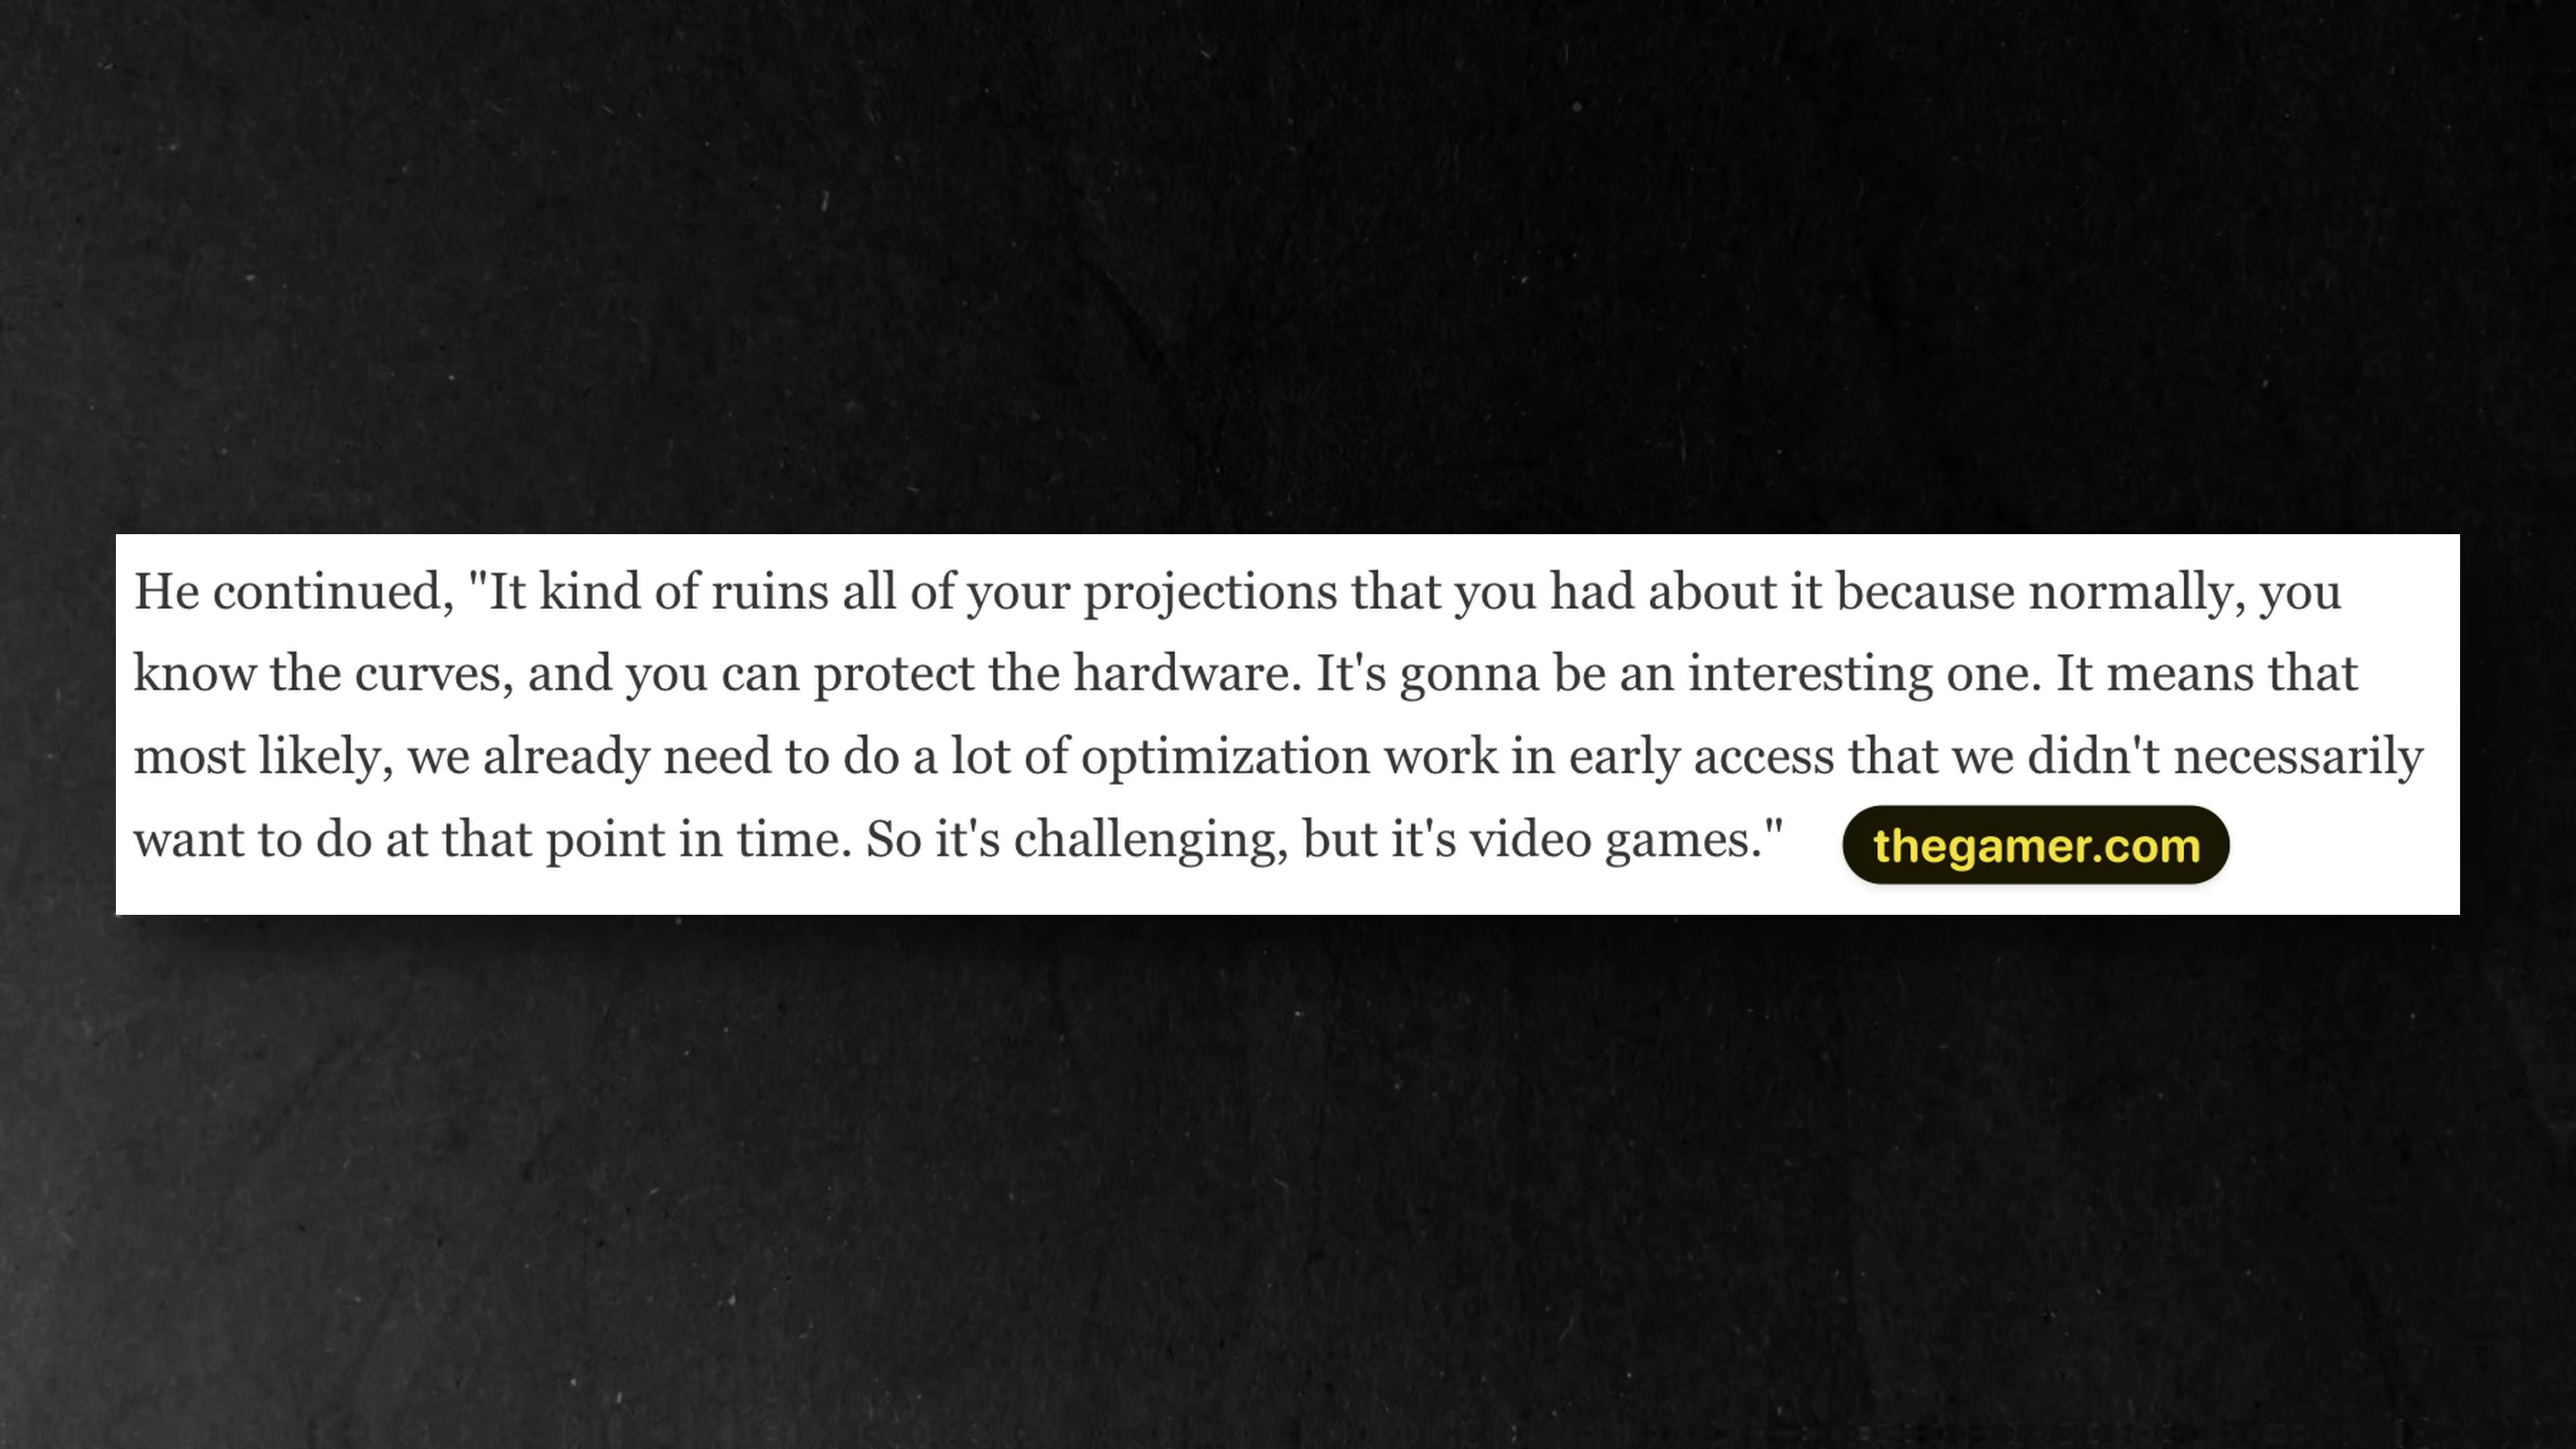 He continued, "It kind of ruins all of your projections that you had about it because normally, you
know the curves, and you can protect the hardware. It's gonna be an interesting one. It means that
most likely, we already need to do a lot of optimization work in early access that we didn't necessarily
want to do at that point in time. So it's challenging, but it's video games."
thegamer.com